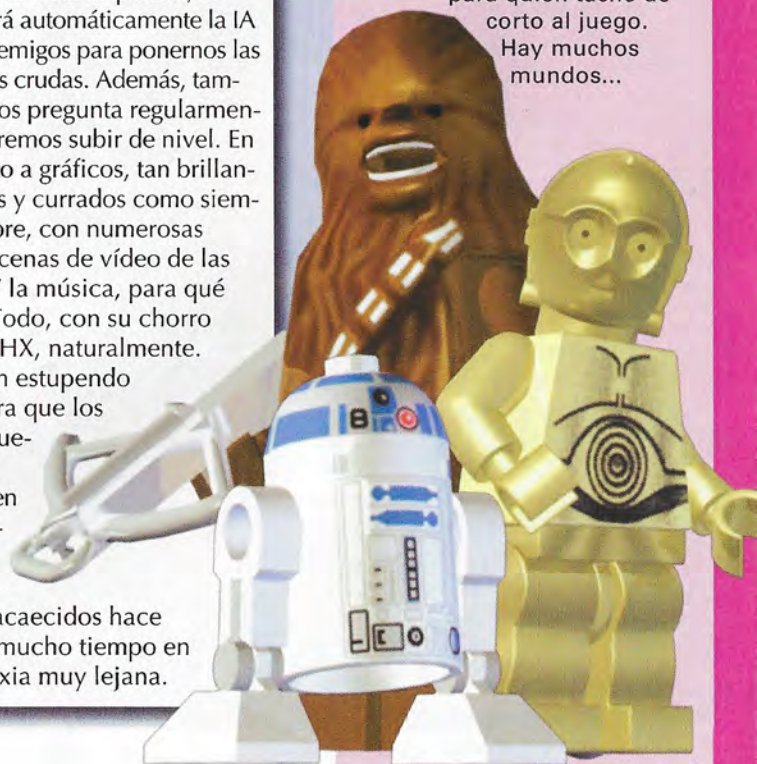 rá automáticamente la IA
emigos para ponernos las
s crudas. Además, tam-
os pregunta regularmen-
remos subir de nivel. En
o a gráficos, tan brillan-
s y currados como siem-
ore, con numerosas
cenas de vídeo de las
la música, para qué
odo, con su chorro
HX, naturalmente.
n estupendo
ra que los
ue-
en
acaecidos hace
mucho tiempo en
xia muy lejana.
corto al juego.
Hay muchos
mundos...